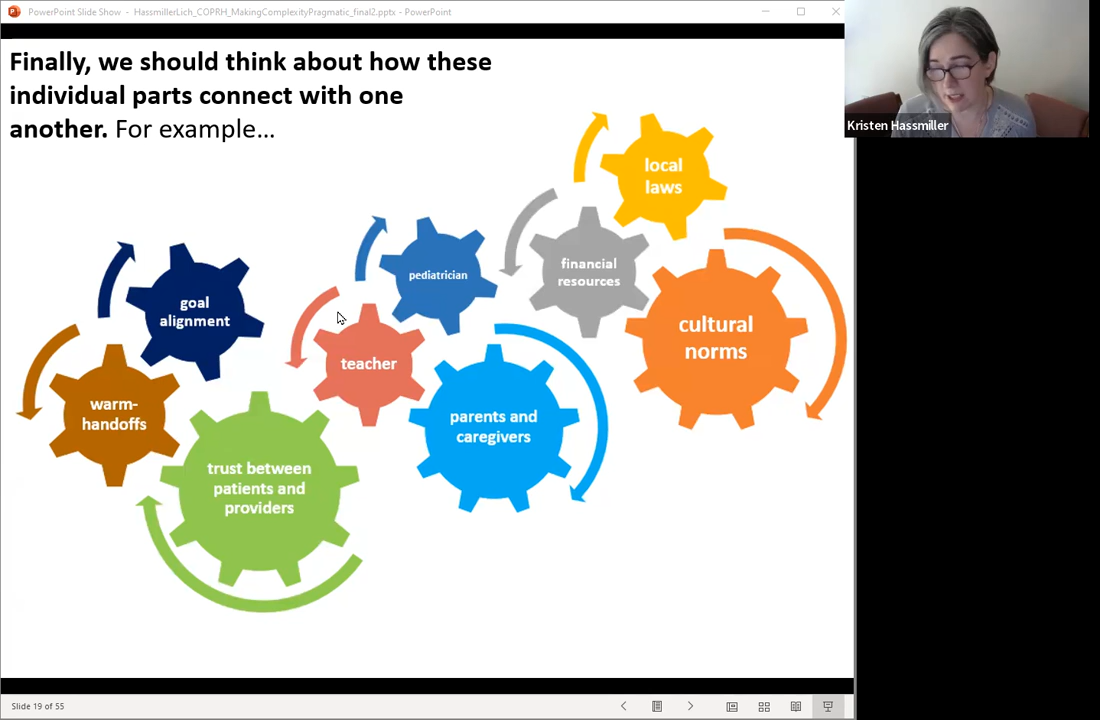 PowerPoint Slide Show - HassmillerLich_COPRH_MakingComplexityPragmatic_final2.pptx - PowerPoint
Finally, we should think about how these
individual parts connect with one
another. For example...
Kristen Hassmiller
local
laws
financial
resources
cultural
norms
pediatrician
teacher
parents and
caregivers
goal
alignment
warm-
handoffs
trust between
patients and
providers
Slide 19 of 55